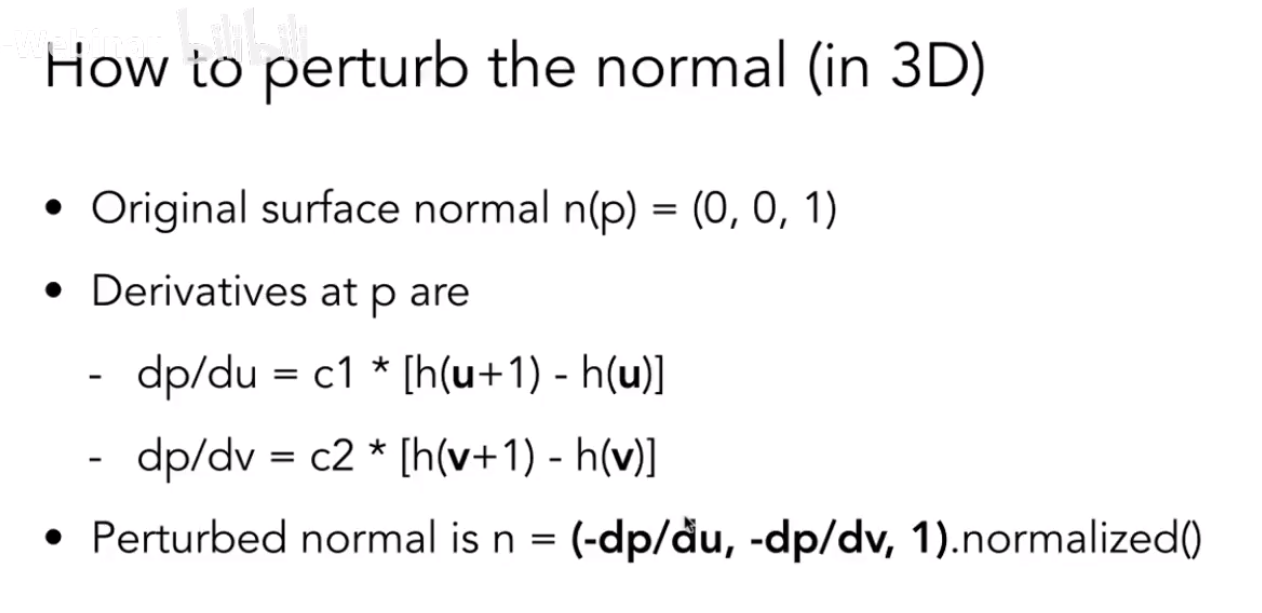 -Webinar bilibili
How to perturb the normal (in 3D)
• Original surface normal n(p) = (0, 0, 1)
• Derivatives at p are
- dp/du = c1 * [h(u+1) - h(u)]
- dp/dv = c2 * [h(v+1) - h(v)]
• Perturbed normal is n = (-dp/du, -dp/dv, 1).normalized()